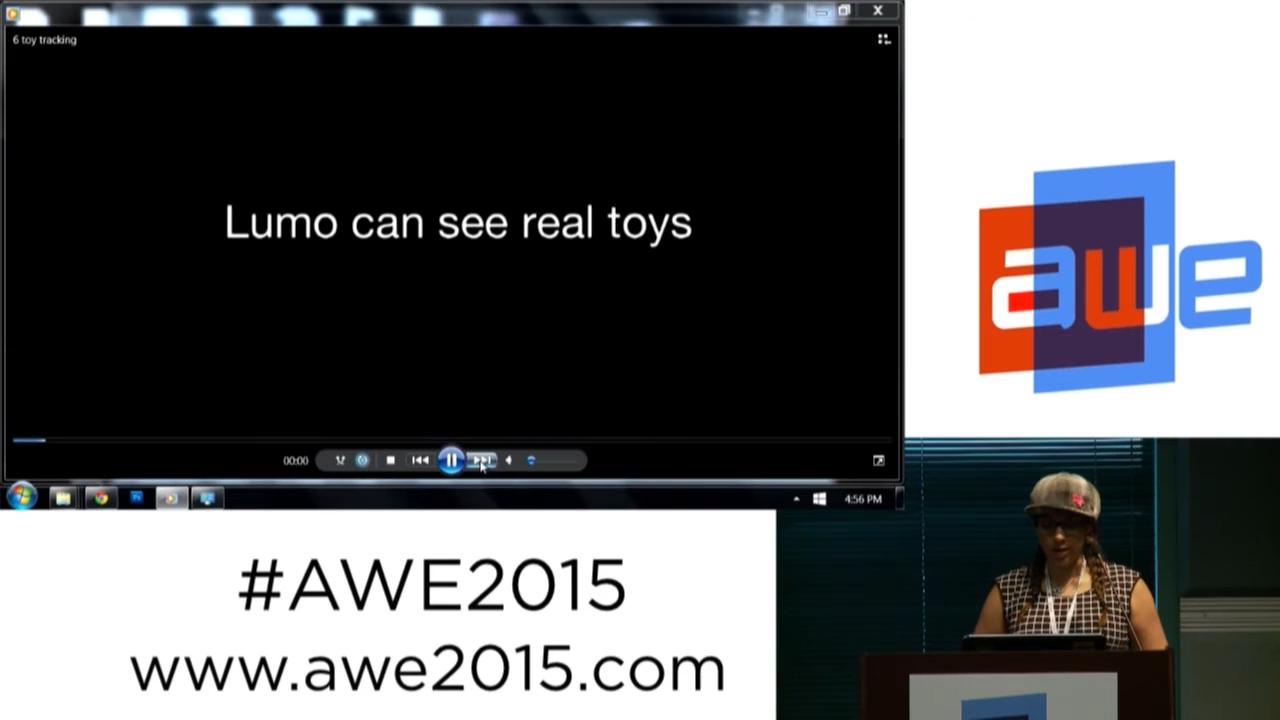 6 toy tracking
Lumo can see real toys
00:00
4:56 PM
awe
#AWE2015
www.awe2015.com